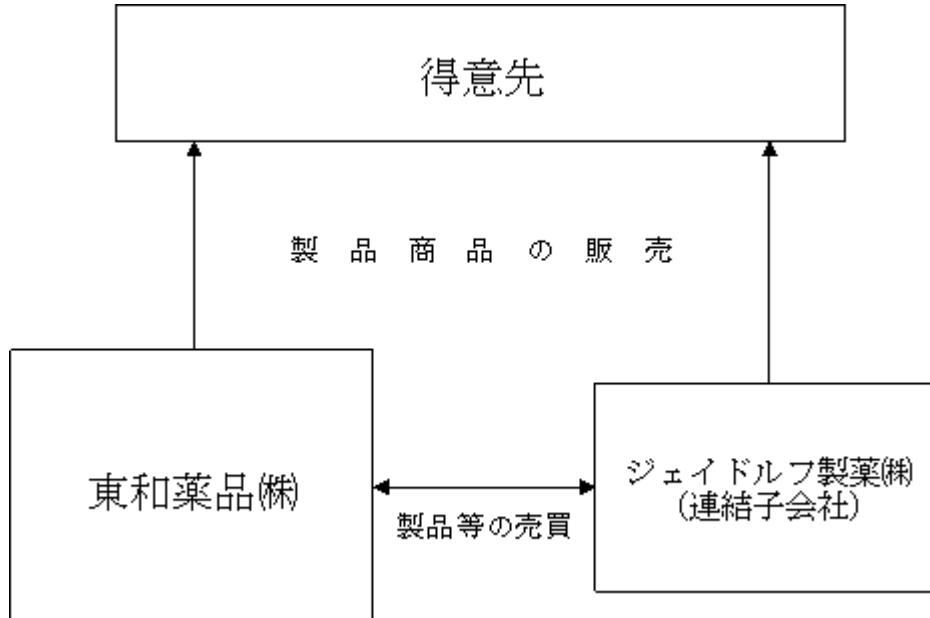 得意先
製品商品の販売
東和薬品㈱
製品等の売買
ジェイドルフ製薬㈱
(連結子会社)